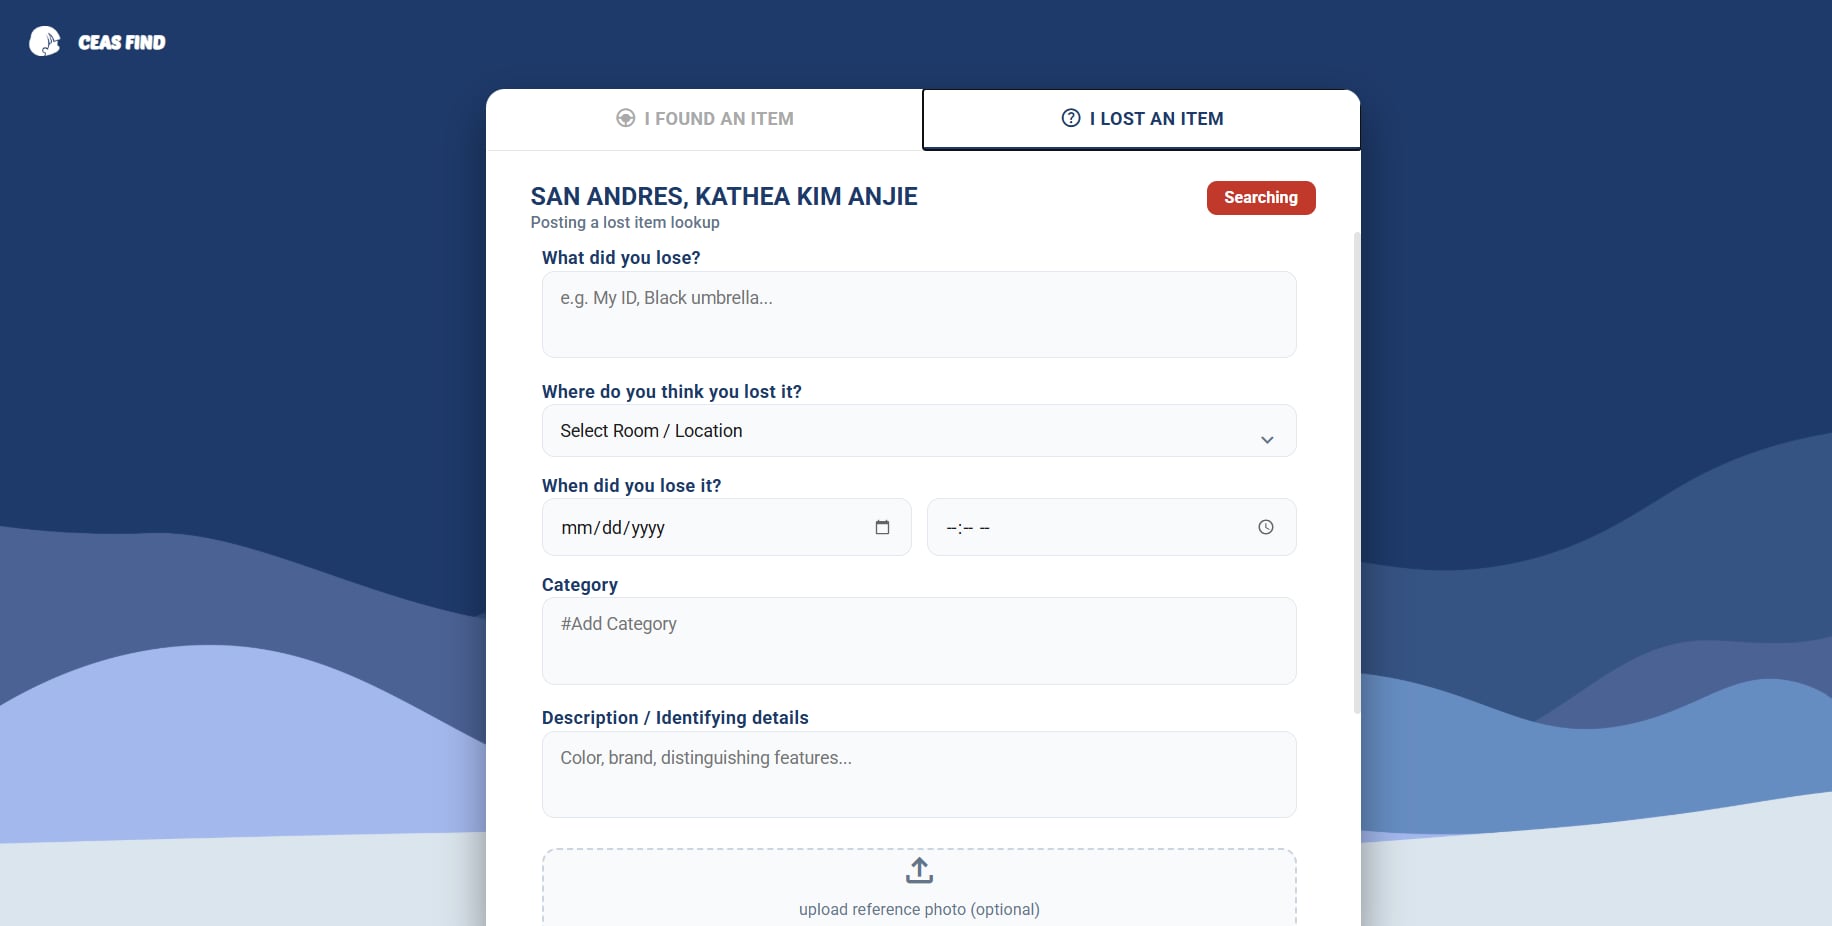 CEAS FIND
I FOUND AN ITEM
I LOST AN ITEM
SAN ANDRES, KATHEA KIM ANJIE
Searching
Posting a lost item lookup
What did you lose?
e.g. My ID, Black umbrella...
Where do you think you lost it?
Select Room / Location
When did you lose it?
mm/dd/yyyy
--:-- --
Category
#Add Category
Description / Identifying details
Color, brand, distinguishing features...
upload reference photo (optional)